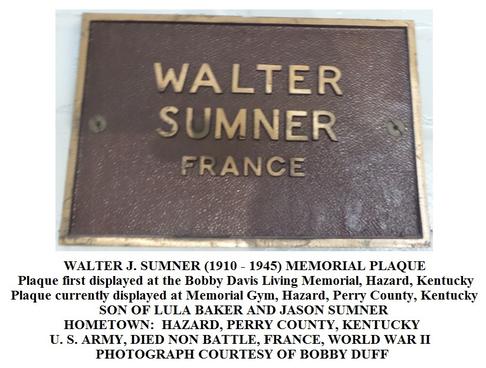 WALTER
SUMNER
FRANCE
WALTER J. SUMNER (1910 - 1945) MEMORIAL PLAQUE
Plaque first displayed at the Bobby Davis Living Memorial, Hazard, Kentucky
Plaque currently displayed at Memorial Gym, Hazard, Perry County, Kentucky
SON OF LULA BAKER AND JASON SUMNER
HOMETOWN: HAZARD, PERRY COUNTY, KENTUCKY
U. S. ARMY, DIED NON BATTLE, FRANCE, WORLD WAR II
PHOTOGRAPH COURTESY OF BOBBY DUFF